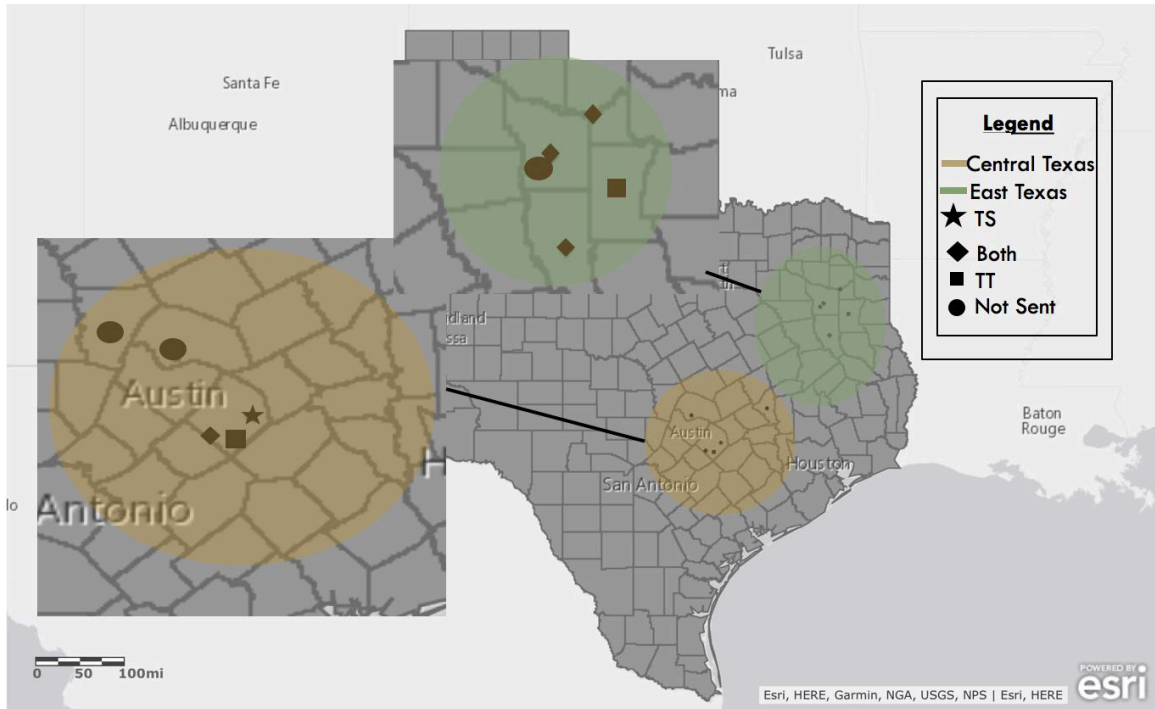 Tulsa
Santa Fe
ma
Albuquerque
Legend
Central Texas
East Texas
TS
Both
TT
Not Sent
dland
ssa
Austin
Austin
Baton
Rouge
Houston
H
San Antonio
lo
Antonio
0 50 100mi
POWERED BY
esri
Esri, HERE, Garmin, NGA, USGS, NPS | Esri, HERE